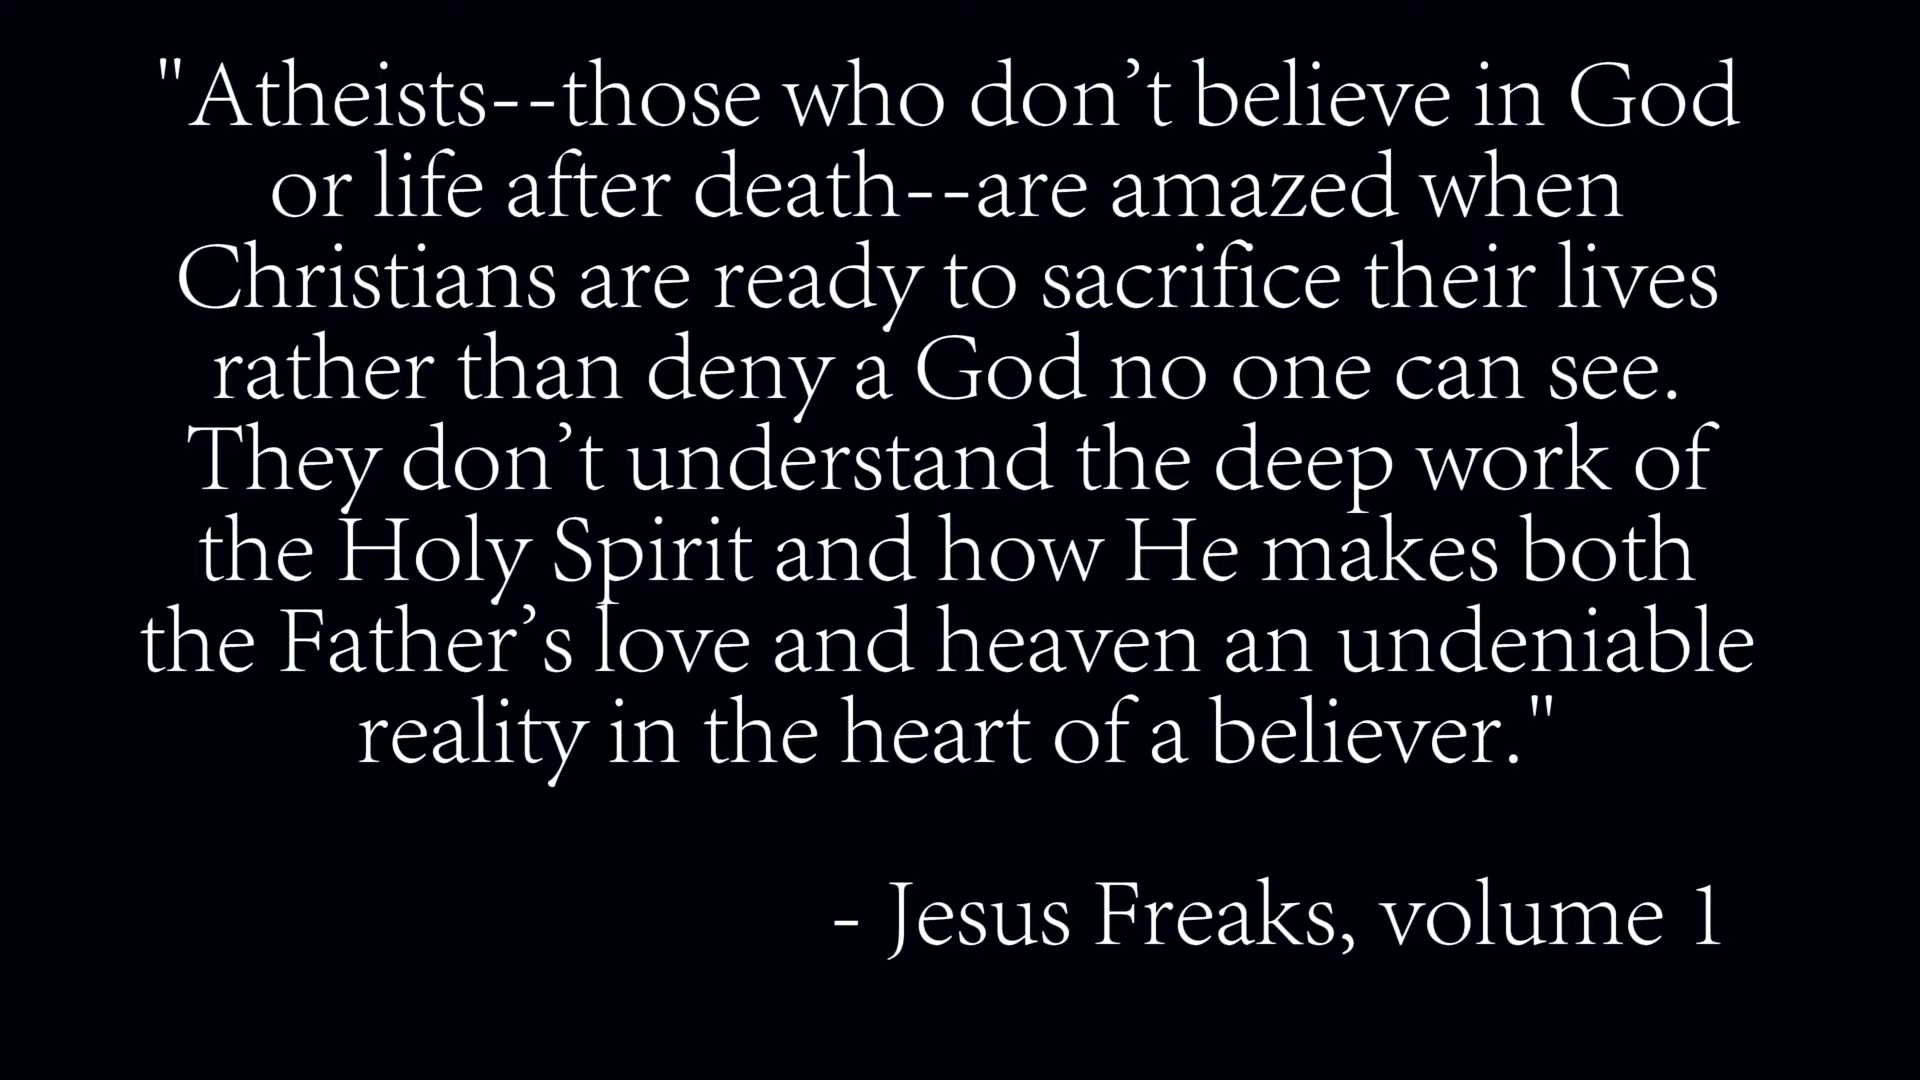 "Atheists--those who don’t believe in God
or life after death--are amazed when
Christians are ready to sacrifice their lives
rather than deny a God no one can see.
They don’t understand the deep work of
the Holy Spirit and how He makes both
the Father’s love and heaven an undeniable
reality in the heart of a believer."
- Jesus Freaks, volume 1